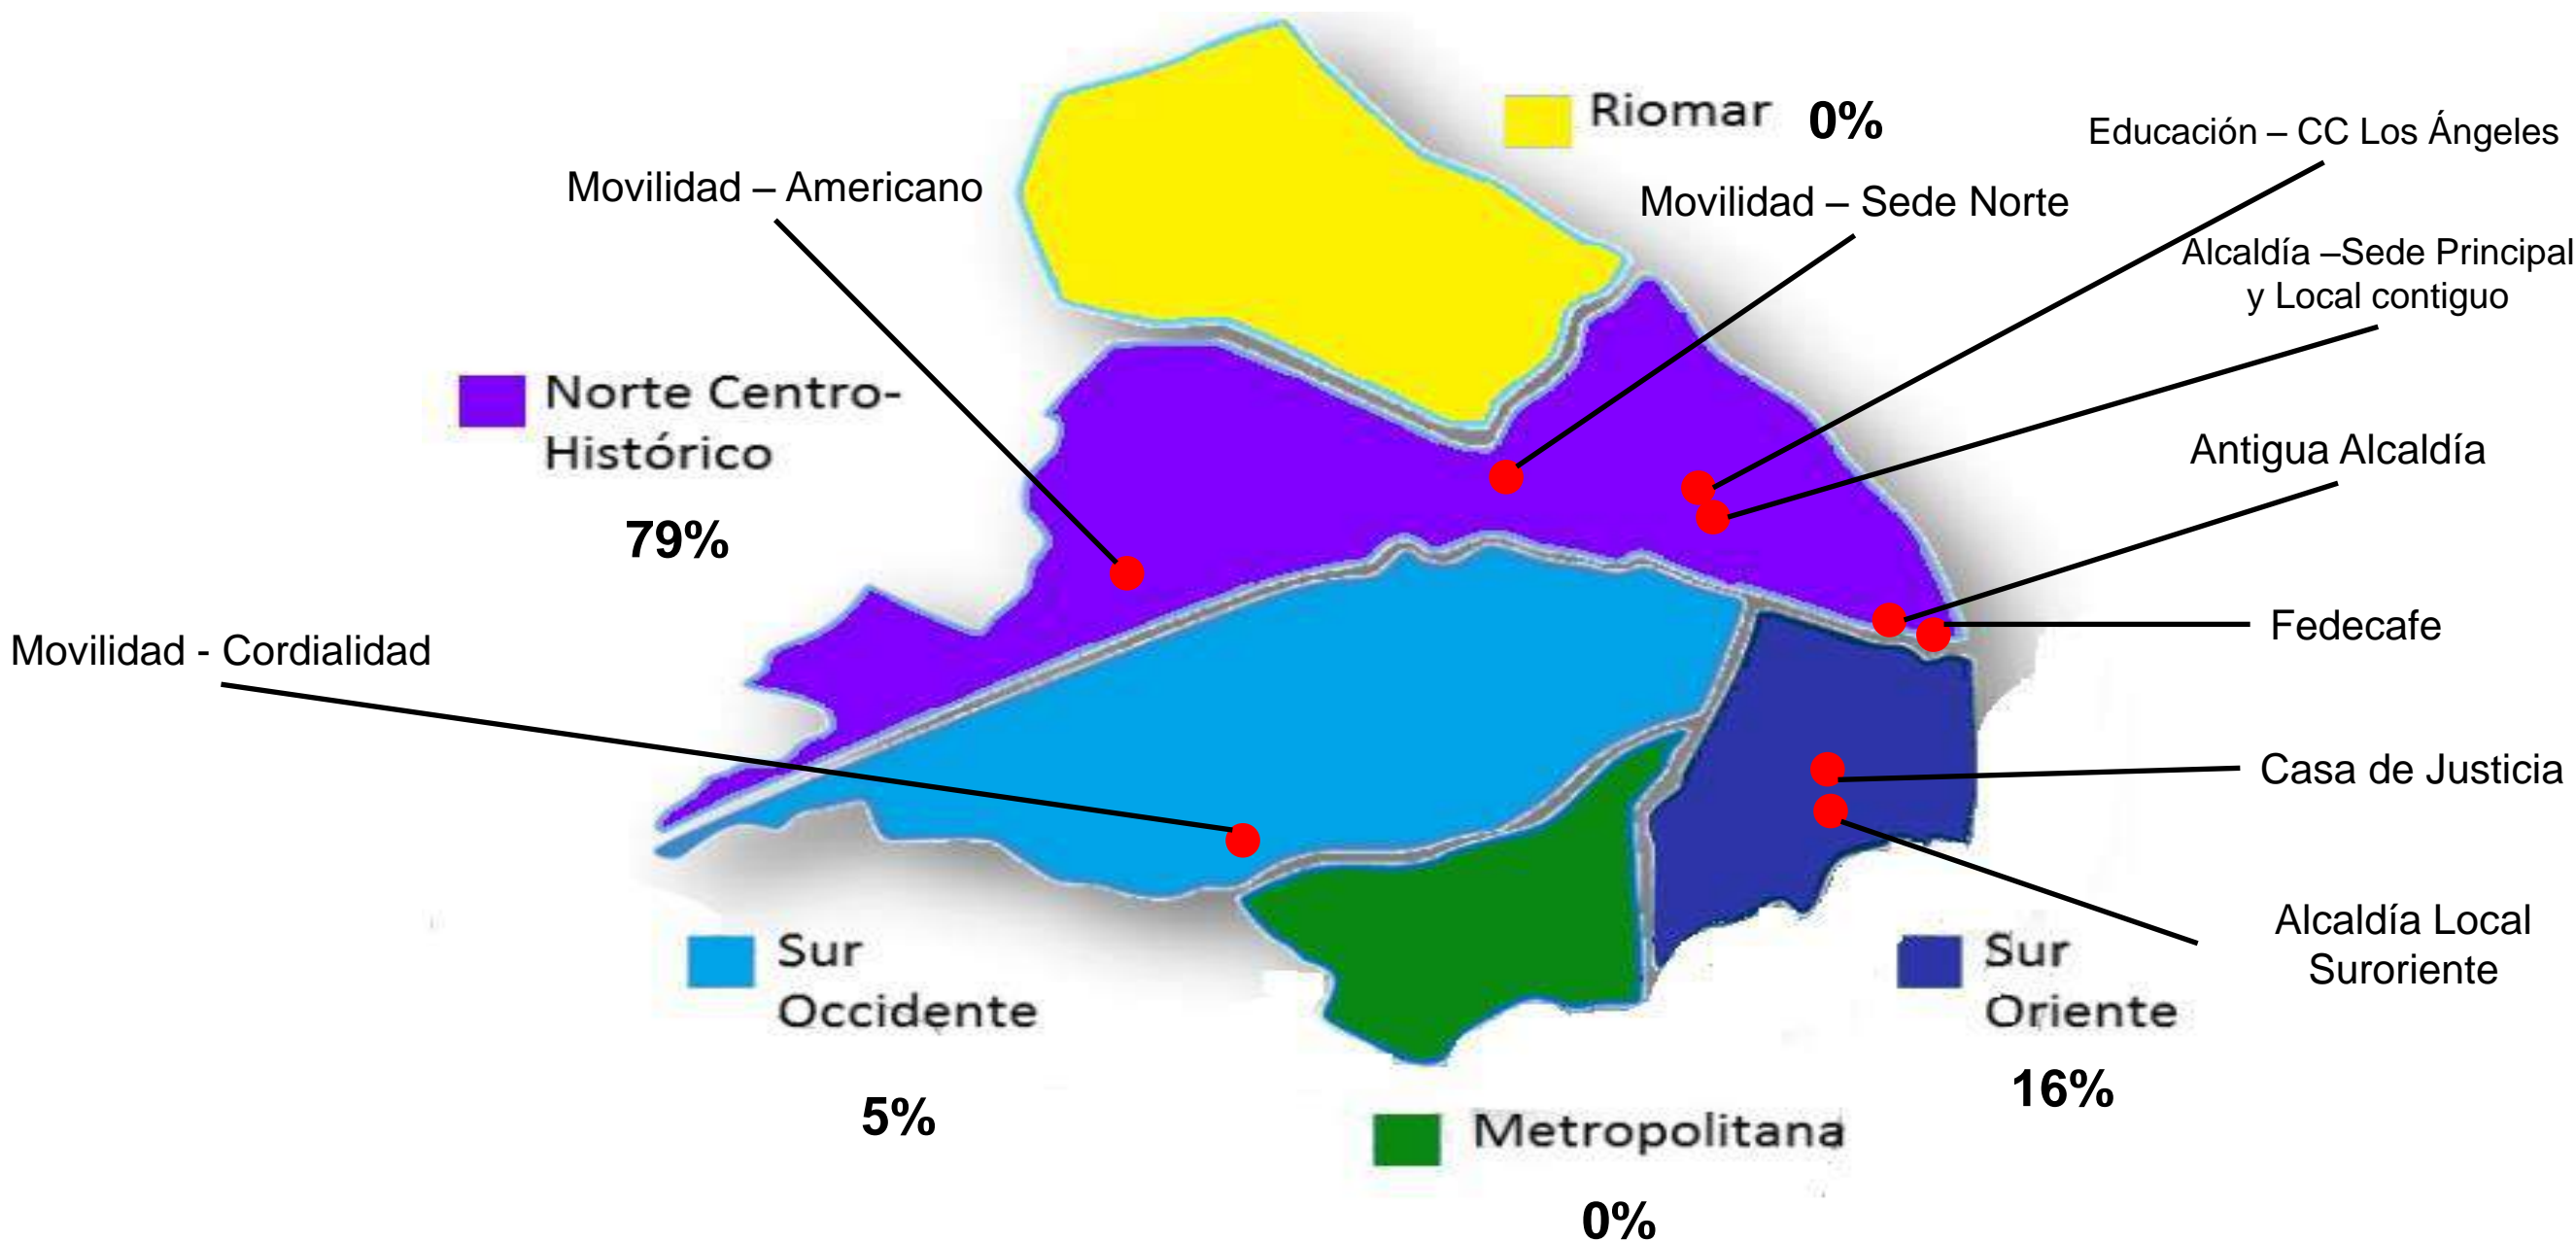 Riomar 0%
Educación – CC Los Ángeles
Movilidad – Americano
Movilidad – Sede Norte
Alcaldía –Sede Principal
y Local contiguo
Norte Centro-
Histórico
79%
Antigua Alcaldía
Fedecafe
Movilidad - Cordialidad
Casa de Justicia
Alcaldía Local
Suroriente
Sur
Occidente
5%
Sur
Oriente
16%
Metropolitana
0%